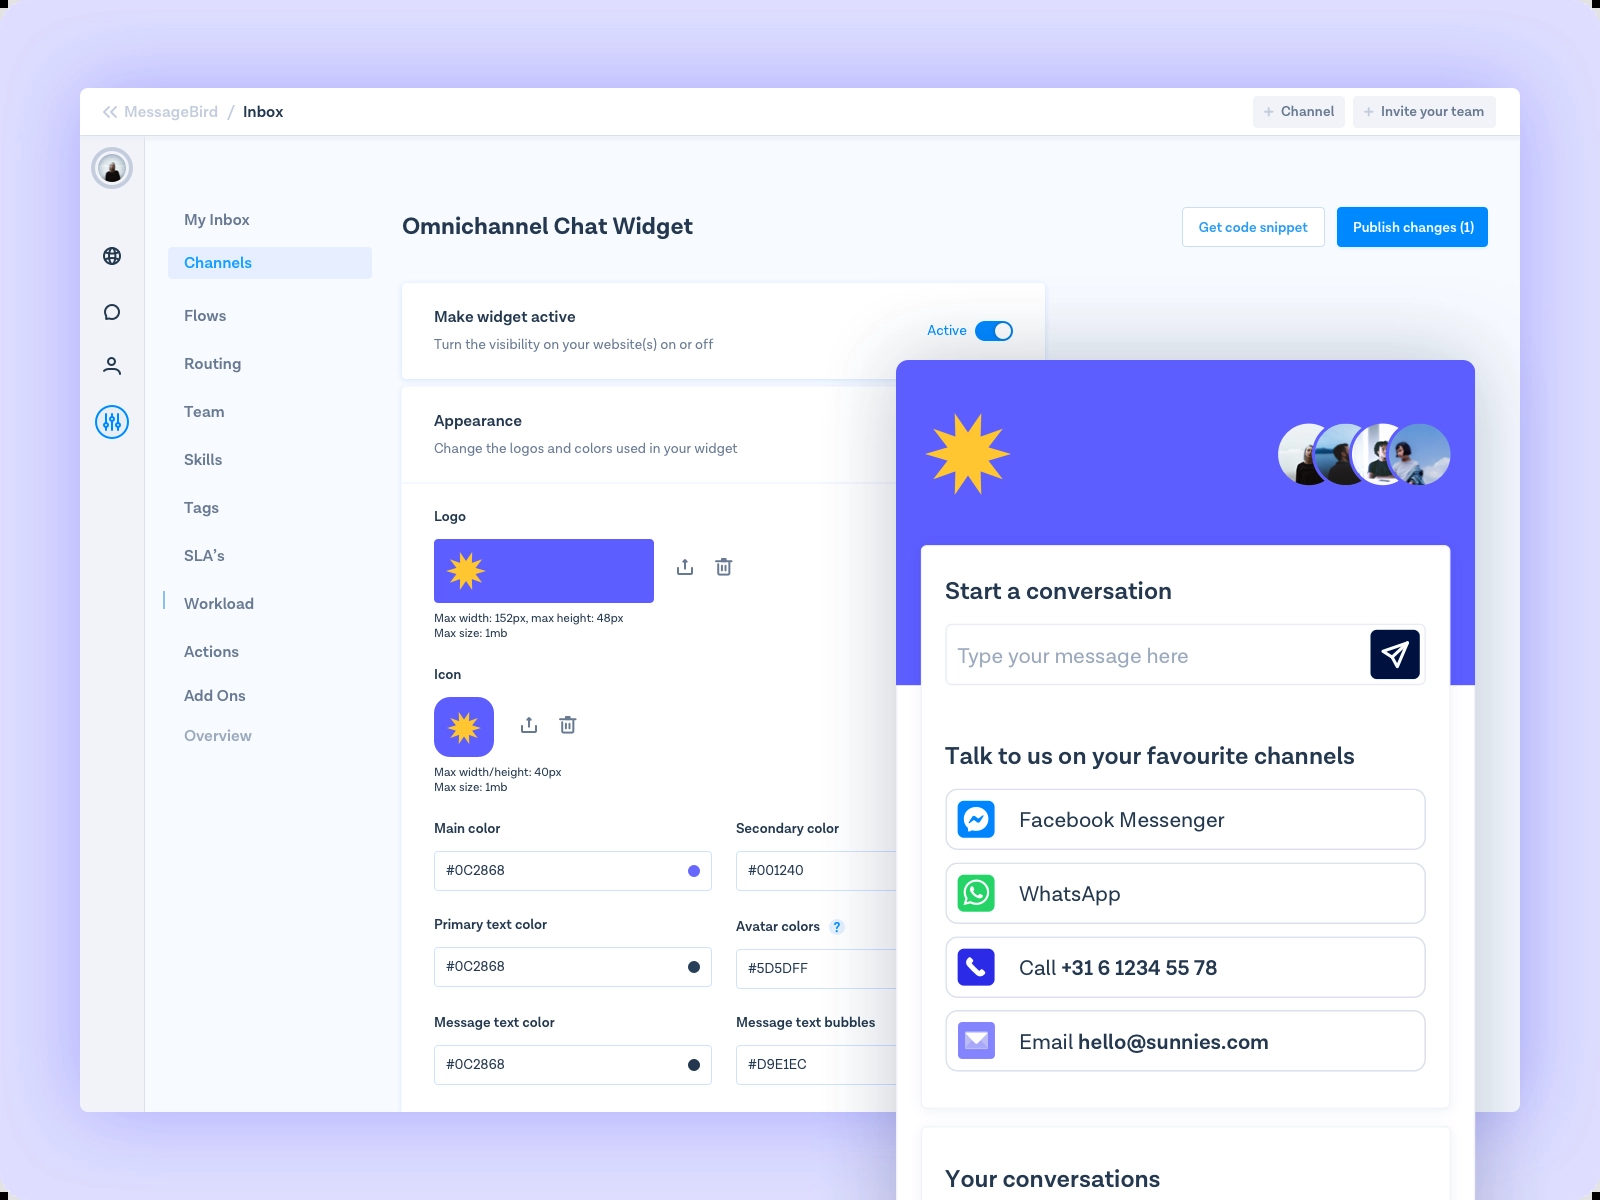 MessageBird / Inbox
+ Channel
+ Invite your team
My Inbox
Channels
Flows
Routing
Team
Skills
Tags
SLA’s
Workload
Actions
Add Ons
Overview
Omnichannel Chat Widget
Get code snippet
Publish changes (1)
Make widget active
Turn the visibility on your website(s) on or off
Active
Appearance
Change the logos and colors used in your widget
Logo
Max width: 152px, max height: 48px
Max size: 1mb
Icon
Max width/height: 40px
Max size: 1mb
Main color
#0C2868
Secondary color
#001240
Primary text color
#0C2868
Avatar colors ?
#5D5DFF
Message text color
#0C2868
Message text bubbles
#D9E1EC
Start a conversation
Type your message here
Talk to us on your favourite channels
Facebook Messenger
WhatsApp
Call +31 6 1234 55 78
Email hello@sunnies.com
Your conversations